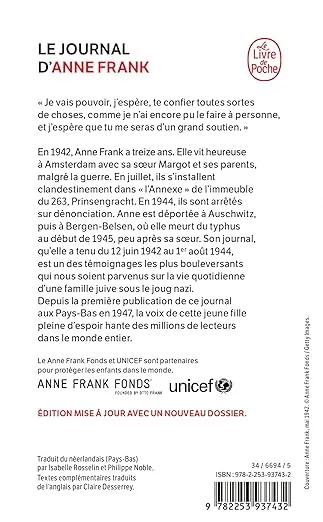 LE JOURNAL
D'ANNE FRANK
Le
Livre
de
Poche
« Je vais pouvoir, j'espère, te confier toutes sortes
de choses, comme je n'ai encore pu le faire à personne,
et j'espère que tu me seras d'un grand soutien. »
En 1942, Anne Frank a treize ans. Elle vit heureuse
à Amsterdam avec sa sœur Margot et ses parents,
malgré la guerre. En juillet, ils s'installent
clandestinement dans « l'Annexe » de l'immeuble
du 263, Prinsengracht. En 1944, ils sont arrêtés
sur dénonciation. Anne est déportée à Auschwitz,
puis à Bergen-Belsen, où elle meurt du typhus
au début de 1945, peu après sa sœur. Son journal,
qu'elle a tenu du 12 juin 1942 au 1er août 1944,
est un des témoignages les plus bouleversants
qui nous soient parvenus sur la vie quotidienne
d'une famille juive sous le joug nazi.
Depuis la première publication de ce journal
aux Pays-Bas en 1947, la voix de cette jeune fille
pleine d'espoir hante des millions de lecteurs
dans le monde entier.
Le Anne Frank Fonds et UNICEF sont partenaires
pour protéger les enfants dans le monde.
ANNE FRANK FONDS
FOUNDED BY OTTO FRANK
unicef
ÉDITION MISE À JOUR AVEC UN NOUVEAU DOSSIER.
Traduit du néerlandais (Pays-Bas)
par Isabelle Rosselin et Philippe Noble.
Textes complémentaires traduits
de l'anglais par Claire Desserrey.
34 / 6694 / 5
ISBN : 978-2-253-93743-2
9 782253 937432
Couverture : Anne Frank, mai 1942. © Anne Frank Fonds / Getty Images.